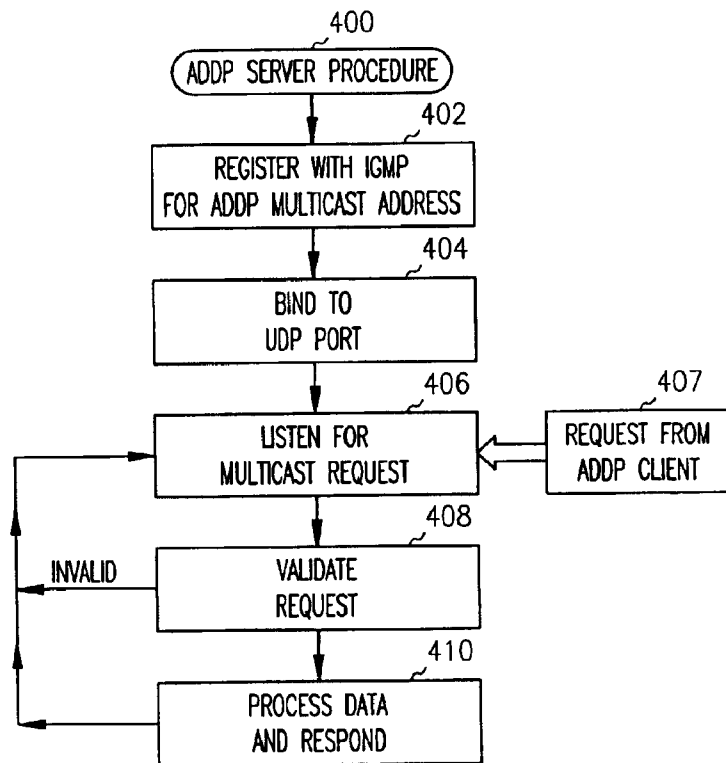 400
ADDP SERVER PROCEDURE
402
REGISTER WITH IGMP
FOR ADDP MULTICAST ADDRESS
404
BIND TO
UDP PORT
406
LISTEN FOR
MULTICAST REQUEST
407
REQUEST FROM
ADDP CLIENT
408
INVALID
VALIDATE
REQUEST
410
PROCESS DATA
AND RESPOND